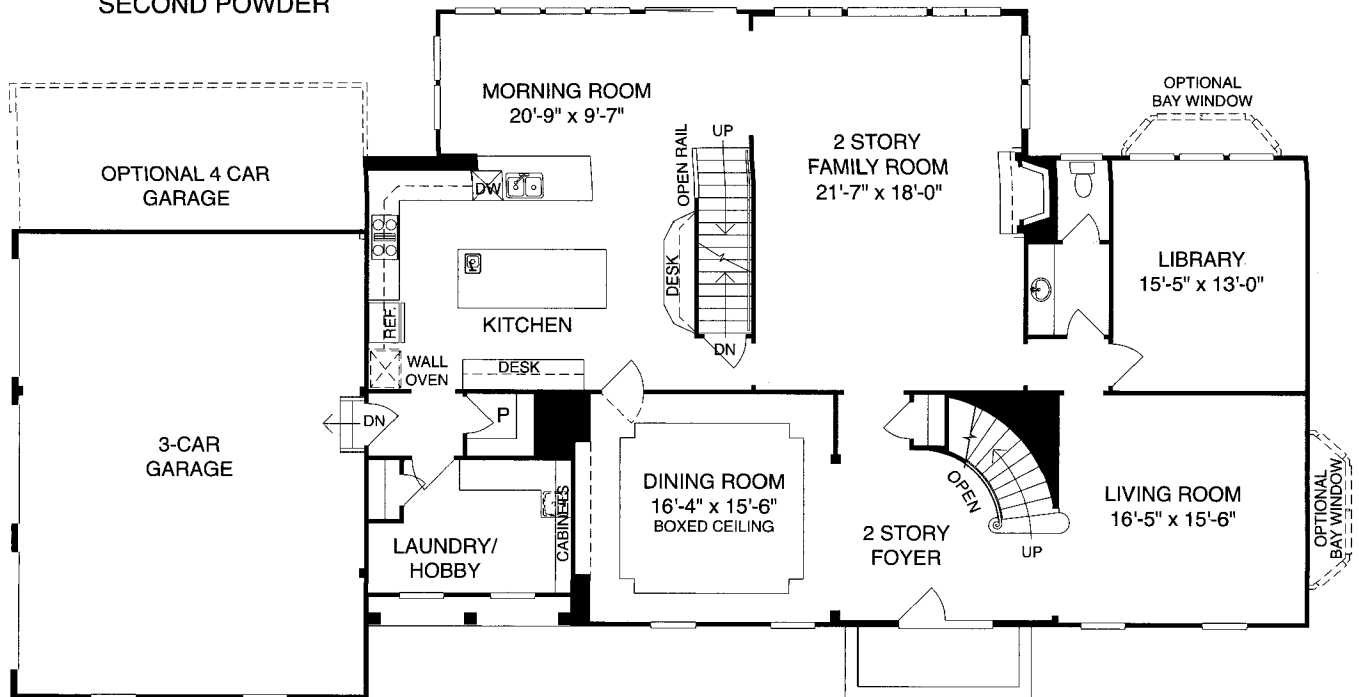 SECOND POWDER
MORNING ROOM
20'-9" x 9'-7"
OPTIONAL
BAY WINDOW
OPTIONAL 4 CAR
GARAGE
UP
OPEN RAIL
2 STORY
FAMILY ROOM
21'-7" x 18'-0"
DW
DESK
LIBRARY
15'-5" x 13'-0"
REF.
KITCHEN
WALL
OVEN
DESK
DN
DN
P
3-CAR
GARAGE
DINING ROOM
16'-4" x 15'-6"
BOXED CEILING
OPEN
LIVING ROOM
16'-5" x 15'-6"
OPTIONAL
BAY WINDOW
CABINETS
LAUNDRY/
HOBBY
2 STORY
FOYER
UP